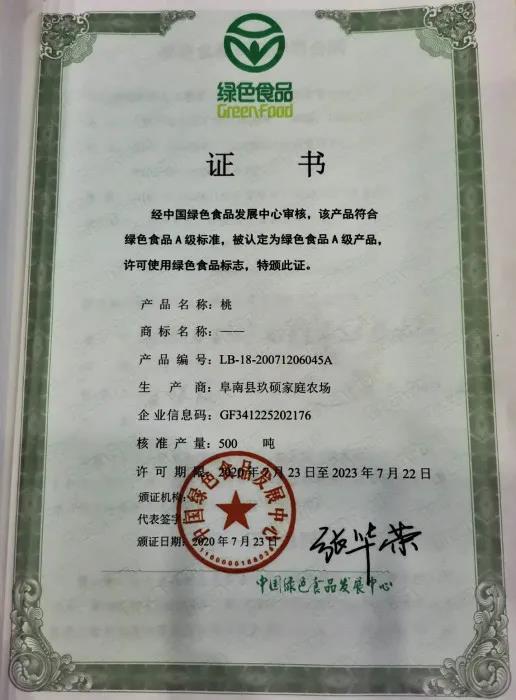 绿色食品
GreenFood
证 书
经中国绿色食品发展中心审核，该产品符合
绿色食品A级标准，被认定为绿色食品A级产品，
许可使用绿色食品标志，特颁此证。
产品名称：桃
商标名称：——
产品编号：LB-18-20071206045A
生 产 商：阜南县玖硕家庭农场
企业信息码：GF341225202176
核准产量：500 吨
许可期限：2020年7月23日至2023年7月22日
颁证机构：
代表签字：
颁证日期：2020年7月23日
中国绿色食品发展中心
张华荣
中国绿色食品发展中心